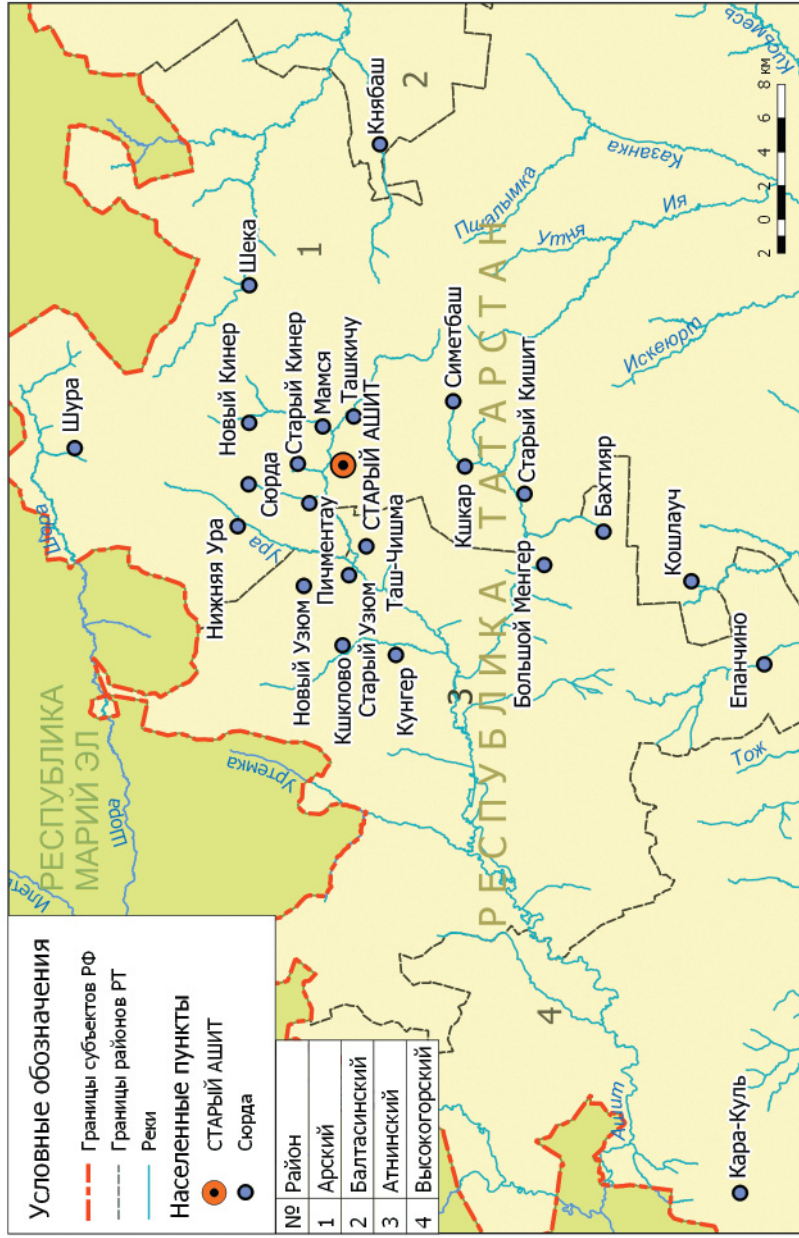 Условные обозначения
Границы субъектов РФ
Границы районов РТ
Реки
Населенные пункты
СТАРЫЙ АШИТ
Сюрда
№ Район
1 Арский
2 Балтасинский
3 Атнинский
4 Высокогорский
РЕСПУБЛИКА
МАРИЙ ЭЛ
Илеть
Шора
Уртемка
Шора
Шура
Нижняя Ура
Ура
Сюрда
Новый Кинер
Шека
1
Старый Кинер
Мамся
Ташкичу
СТАРЫЙ АШИТ
Пичментау
Новый Узюм
Кшклово
Старый Узюм
Таш-Чишма
Кунгер
Княбаш
2
3
РЕСПУБЛИКА ТАТАРСТАН
Симетбаш
Кшкар
Старый Кишит
Большой Менгер
Бахтияр
Кошлауч
Епанчино
Тож
4
Ашит
Кара-Куль
Пшалымка
Утня
Ия
Казанка
Искеюрт
Кисьмесь
2 0 2 4 6 8 км